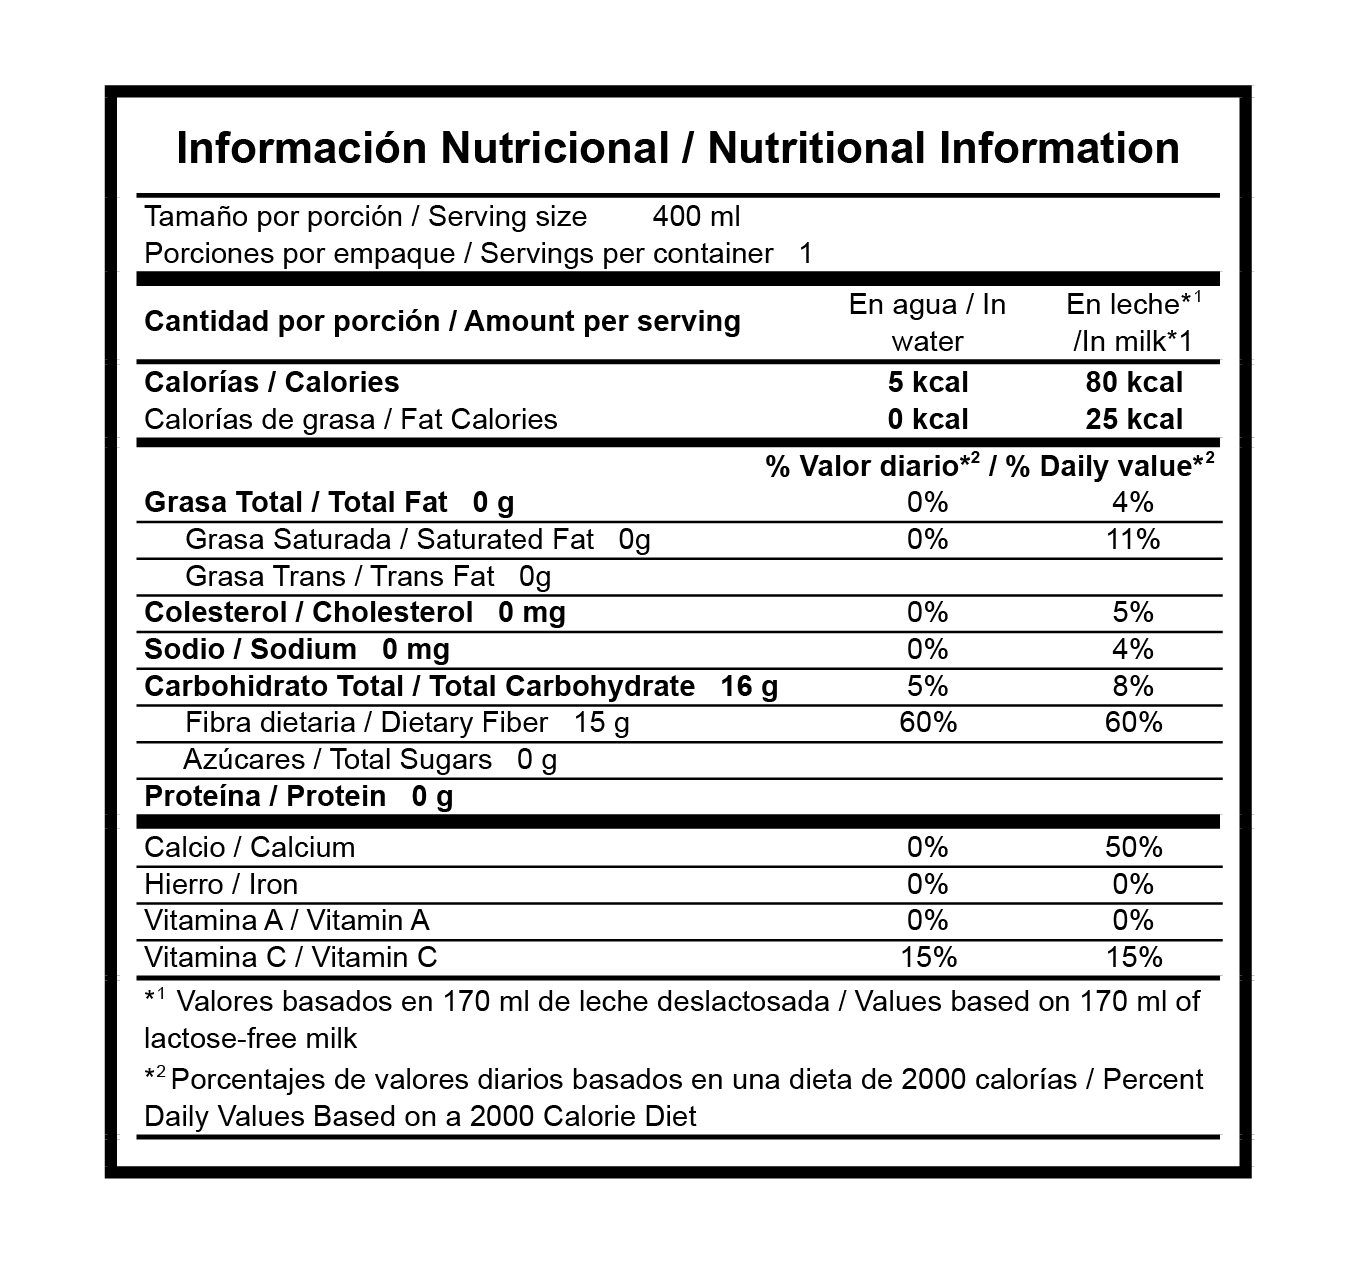 Información Nutricional / Nutritional Information
Tamaño por porción / Serving size 400 ml
Porciones por empaque / Servings per container 1
Cantidad por porción / Amount per serving En agua / In water En leche*¹ /In milk*1
Calorías / Calories 5 kcal 80 kcal
Calorías de grasa / Fat Calories 0 kcal 25 kcal
% Valor diario*² / % Daily value*²
Grasa Total / Total Fat 0 g 0% 4%
Grasa Saturada / Saturated Fat 0g 0% 11%
Grasa Trans / Trans Fat 0g
Colesterol / Cholesterol 0 mg 0% 5%
Sodio / Sodium 0 mg 0% 4%
Carbohidrato Total / Total Carbohydrate 16 g 5% 8%
Fibra dietaria / Dietary Fiber 15 g 60% 60%
Azúcares / Total Sugars 0 g
Proteína / Protein 0 g
Calcio / Calcium 0% 50%
Hierro / Iron 0% 0%
Vitamina A / Vitamin A 0% 0%
Vitamina C / Vitamin C 15% 15%
*¹ Valores basados en 170 ml de leche deslactosada / Values based on 170 ml of
lactose-free milk
*² Porcentajes de valores diarios basados en una dieta de 2000 calorías / Percent
Daily Values Based on a 2000 Calorie Diet